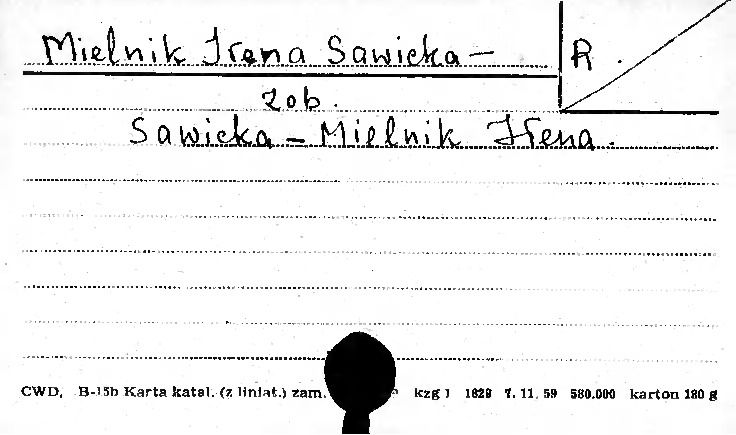 Mielnik Irena Sawicka –
R.
zob.
Sawicka – Mielnik Irena.
CWD, B-15b Karta katal. (z liniat.) zam. kzg 1 1828 7. 11. 59 580.000 karton 180 g